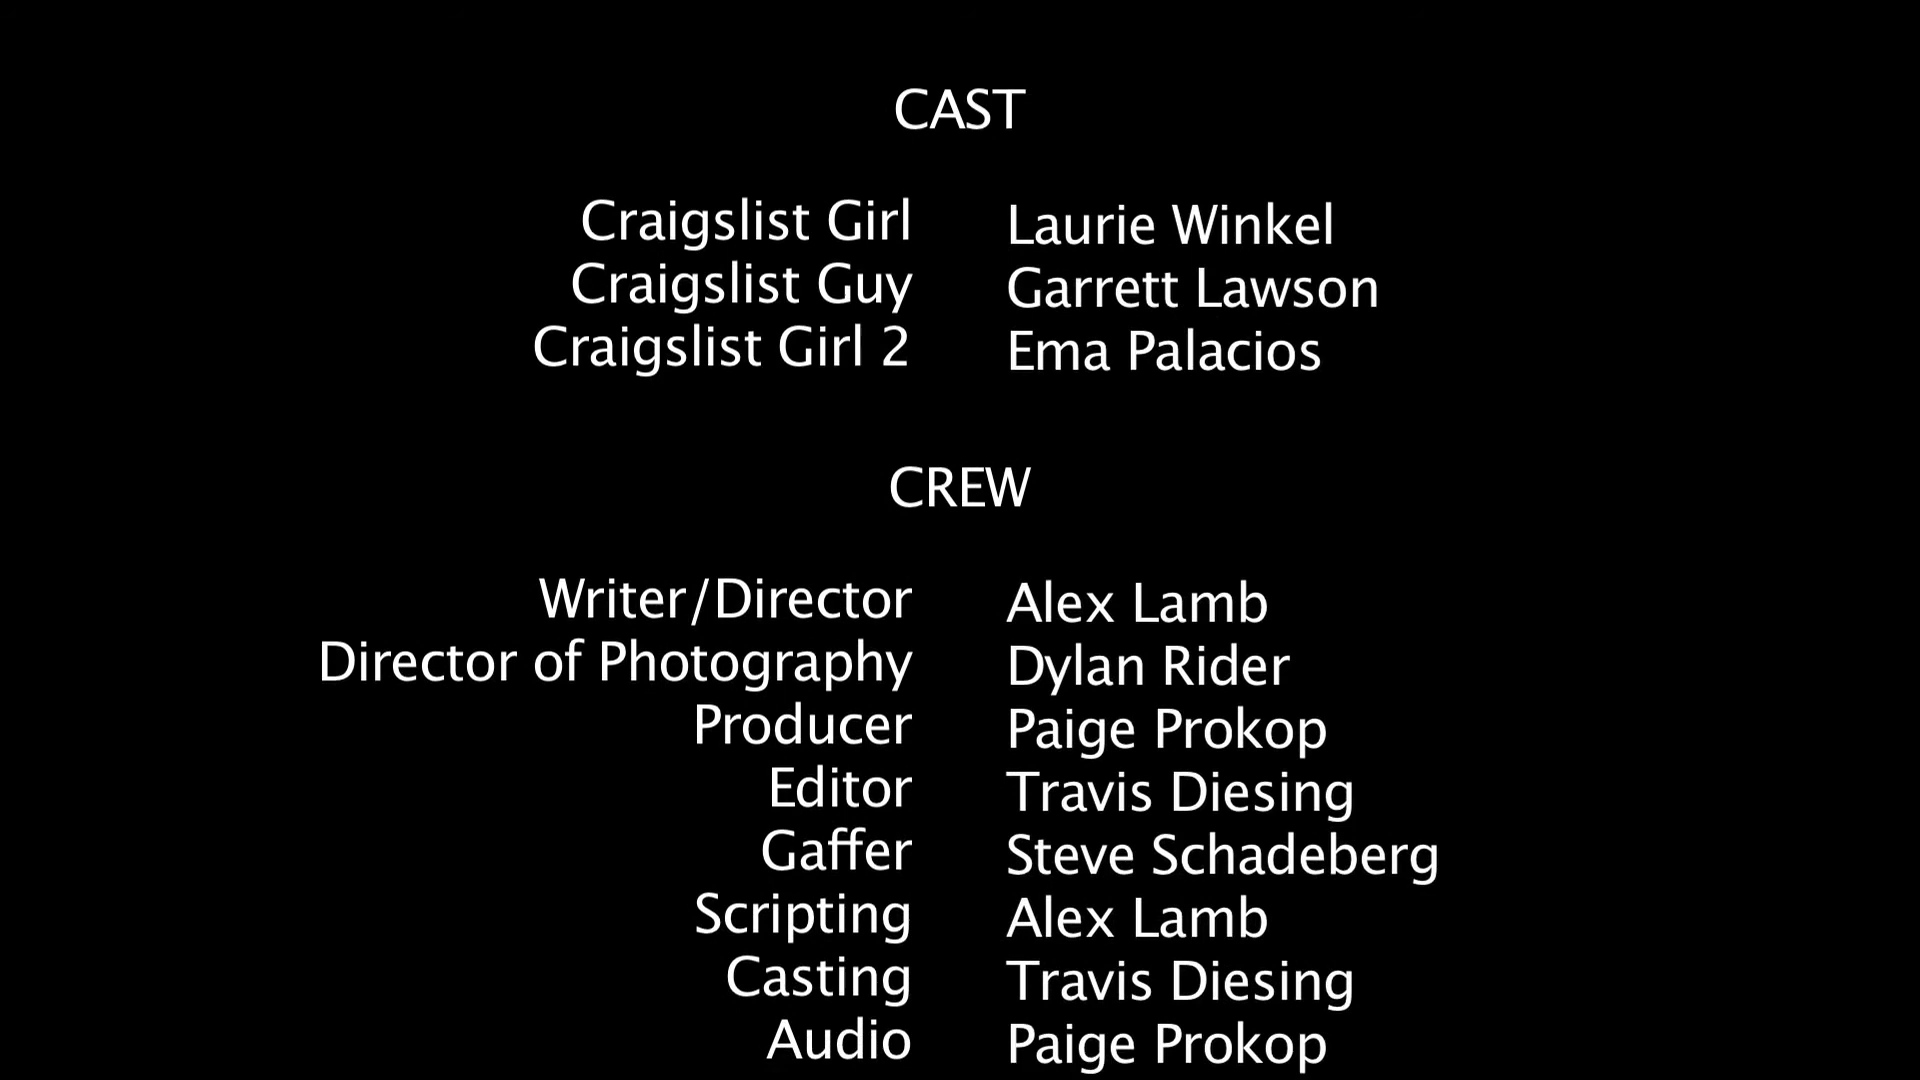 CAST
Craigslist Girl Laurie Winkel
Craigslist Guy Garrett Lawson
Craigslist Girl 2 Ema Palacios
CREW
Writer/Director Alex Lamb
Director of Photography Dylan Rider
Producer Paige Prokop
Editor Travis Diesing
Gaffer Steve Schadeberg
Scripting Alex Lamb
Casting Travis Diesing
Audio Paige Prokop